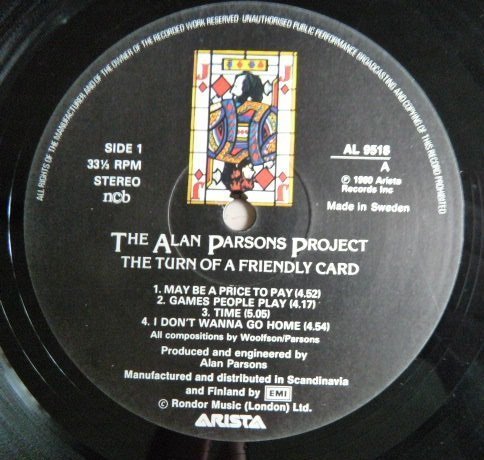 ALL RIGHTS OF THE MANUFACTURER AND OF THE OWNER OF THE RECORDED WORK RESERVED UNAUTHORISED PUBLIC PERFORMANCE BROADCASTING AND COPYING OF THIS RECORD PROHIBITED
J
J
SIDE 1
33⅓ RPM
STEREO
ncb
AL 9518
A
℗ 1980 Arista
Records Inc
Made in Sweden
THE ALAN PARSONS PROJECT
THE TURN OF A FRIENDLY CARD
1. MAY BE A PRICE TO PAY (4.52)
2. GAMES PEOPLE PLAY (4.17)
3. TIME (5.05)
4. I DON'T WANNA GO HOME (4.54)
All compositions by Woolfson/Parsons
Produced and engineered by
Alan Parsons
Manufactured and distributed in Scandinavia
and Finland by EMI
© Rondor Music (London) Ltd.
ARISTA